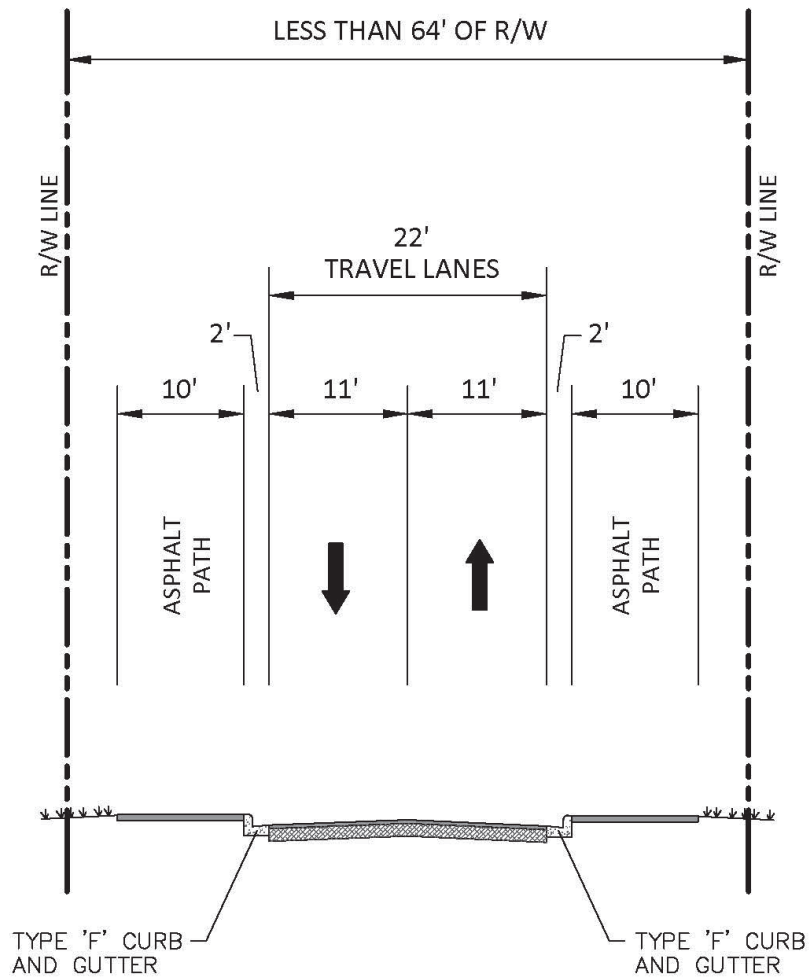 LESS THAN 64' OF R/W
R/W LINE
R/W LINE
22'
TRAVEL LANES
2'
2'
10'
11'
11'
10'
ASPHALT
PATH
ASPHALT
PATH
TYPE 'F' CURB
AND GUTTER
TYPE 'F' CURB
AND GUTTER